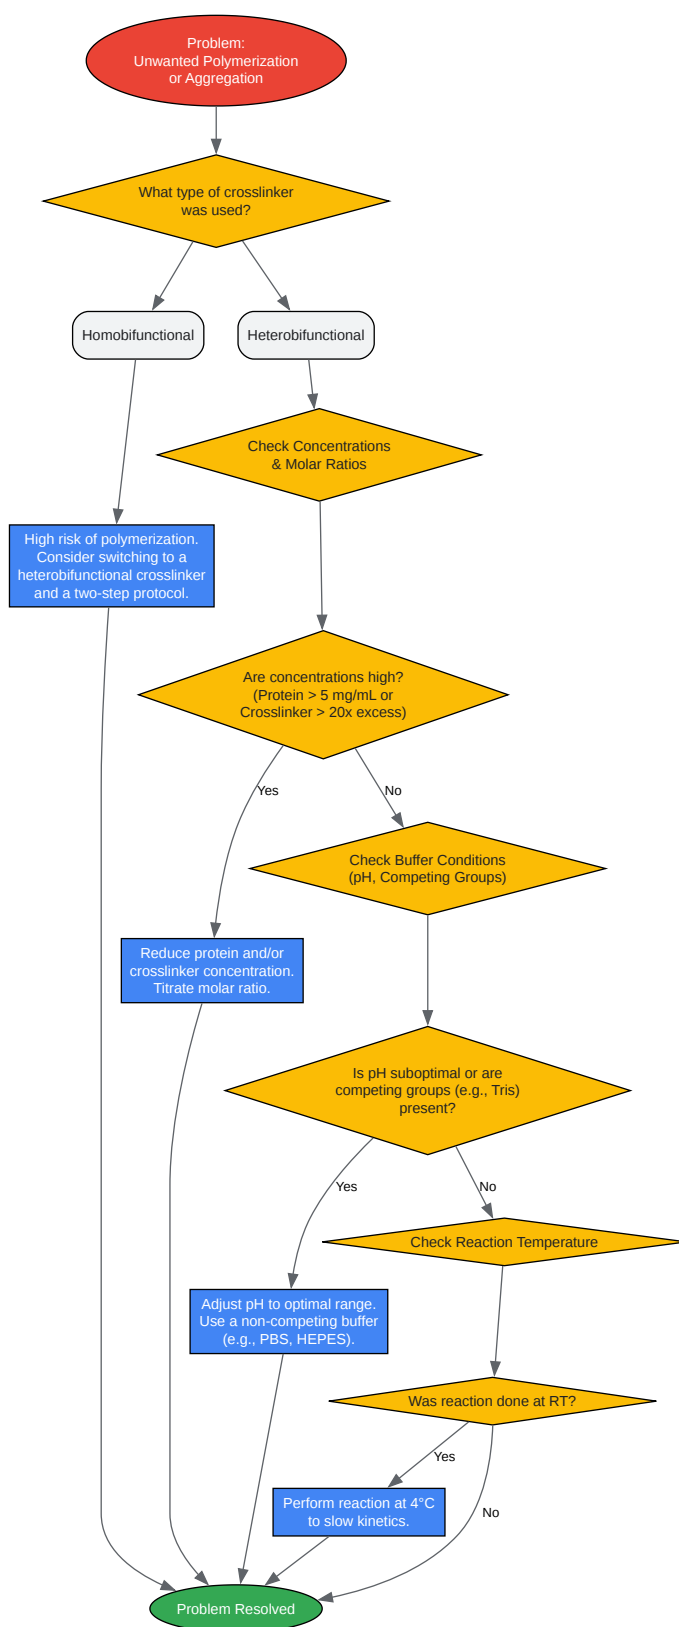 Problem:
Unwanted Polymerization
or Aggregation
What type of crosslinker
was used?
Homobifunctional
Heterobifunctional
Check Concentrations
& Molar Ratios
High risk of polymerization.
Consider switching to a
heterobifunctional crosslinker
and a two-step protocol.
Are concentrations high?
(Protein > 5 mg/mL or
Crosslinker > 20x excess)
Yes
No
Check Buffer Conditions
(pH, Competing Groups)
Reduce protein and/or
crosslinker concentration.
Titrate molar ratio.
Is pH suboptimal or are
competing groups (e.g., Tris)
present?
Yes
No
Check Reaction Temperature
Adjust pH to optimal range.
Use a non-competing buffer
(e.g., PBS, HEPES).
Was reaction done at RT?
Yes
Perform reaction at 4°C
to slow kinetics.
No
Problem Resolved